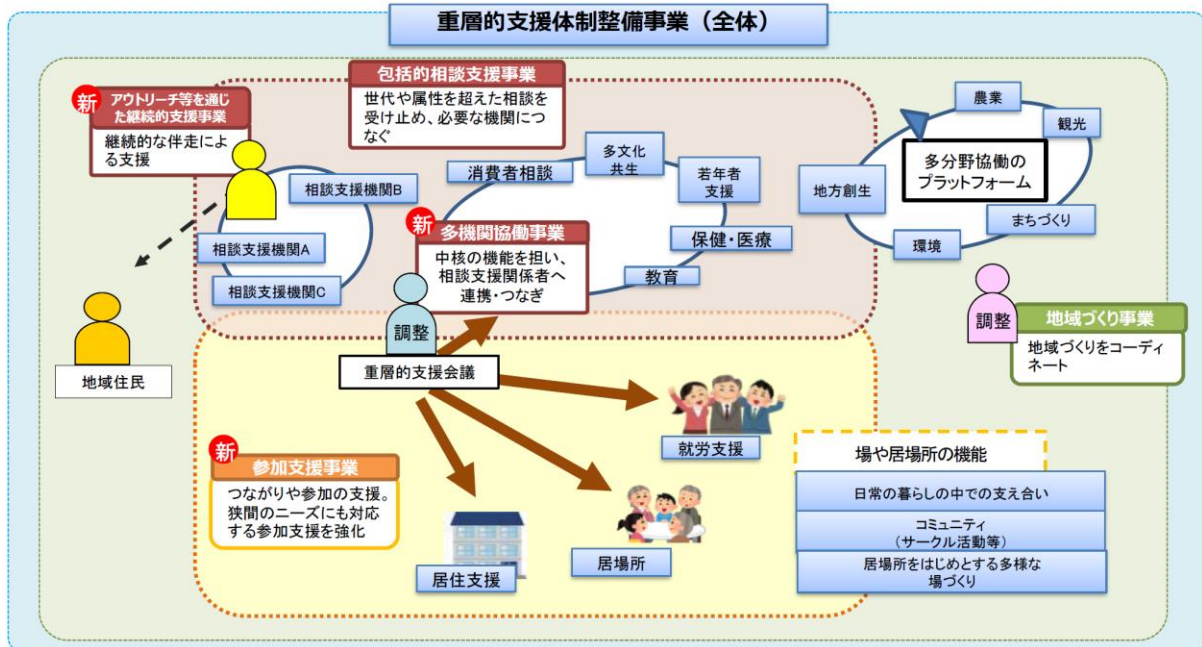 重層的支援体制整備事業（全体）
新
アウトリーチ等を通じ
た継続的支援事業
継続的な伴走によ
る支援
包括的相談支援事業
世代や属性を超えた相談を
受け止め、必要な機関につ
なぐ
相談支援機関B
相談支援機関A
相談支援機関C
消費者相談
多文化
共生
若年者
支援
保健・医療
教育
新
多機関協働事業
中核の機能を担い、
相談支援関係者へ
連携・つなぎ
調整
重層的支援会議
農業
観光
多分野協働の
プラットフォーム
地方創生
まちづくり
環境
調整
地域づくり事業
地域づくりをコーディ
ネート
地域住民
新
参加支援事業
つながりや参加の支援。
狭間のニーズにも対応
する参加支援を強化
就労支援
居場所
居住支援
場や居場所の機能
日常の暮らしの中での支え合い
コミュニティ
（サークル活動等）
居場所をはじめとする多様な
場づくり